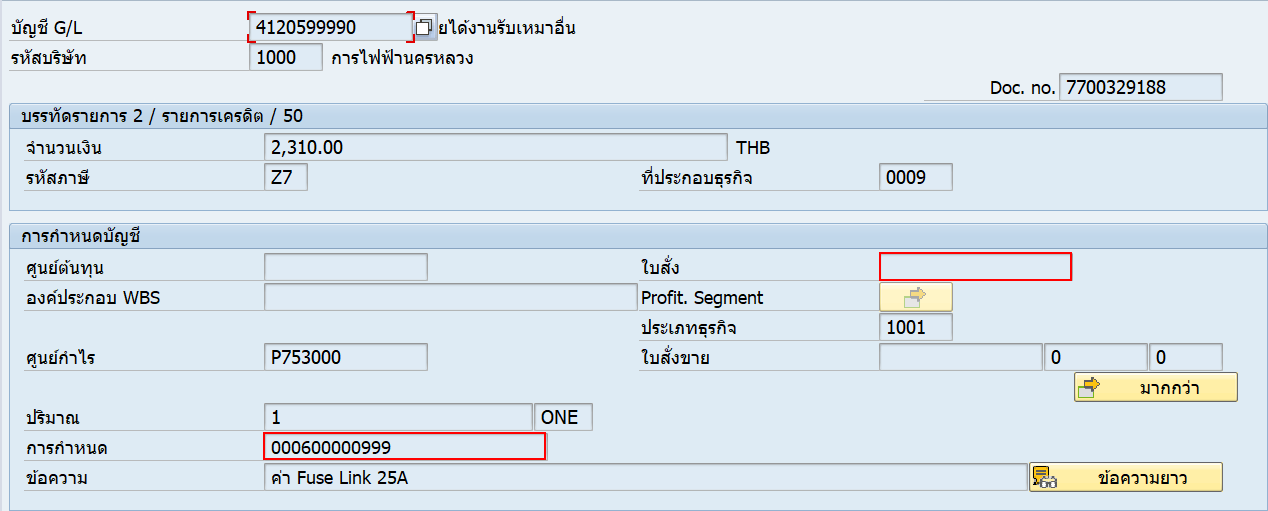 บัญชี G/L 4120599990 ยได้งานรับเหมาอื่น
รหัสบริษัท 1000 การไฟฟ้านครหลวง
Doc. no. 7700329188
บรรทัดรายการ 2 / รายการเครดิต / 50
จำนวนเงิน 2,310.00 THB
รหัสภาษี Z7 ที่ประกอบธุรกิจ 0009
การกำหนดบัญชี
ศูนย์ต้นทุน ใบสั่ง
องค์ประกอบ WBS Profit. Segment
ประเภทธุรกิจ 1001
ศูนย์กำไร P753000 ใบสั่งขาย 0 0
มากกว่า
ปริมาณ 1 ONE
การกำหนด 000600000999
ข้อความ ค่า Fuse Link 25A ข้อความยาว